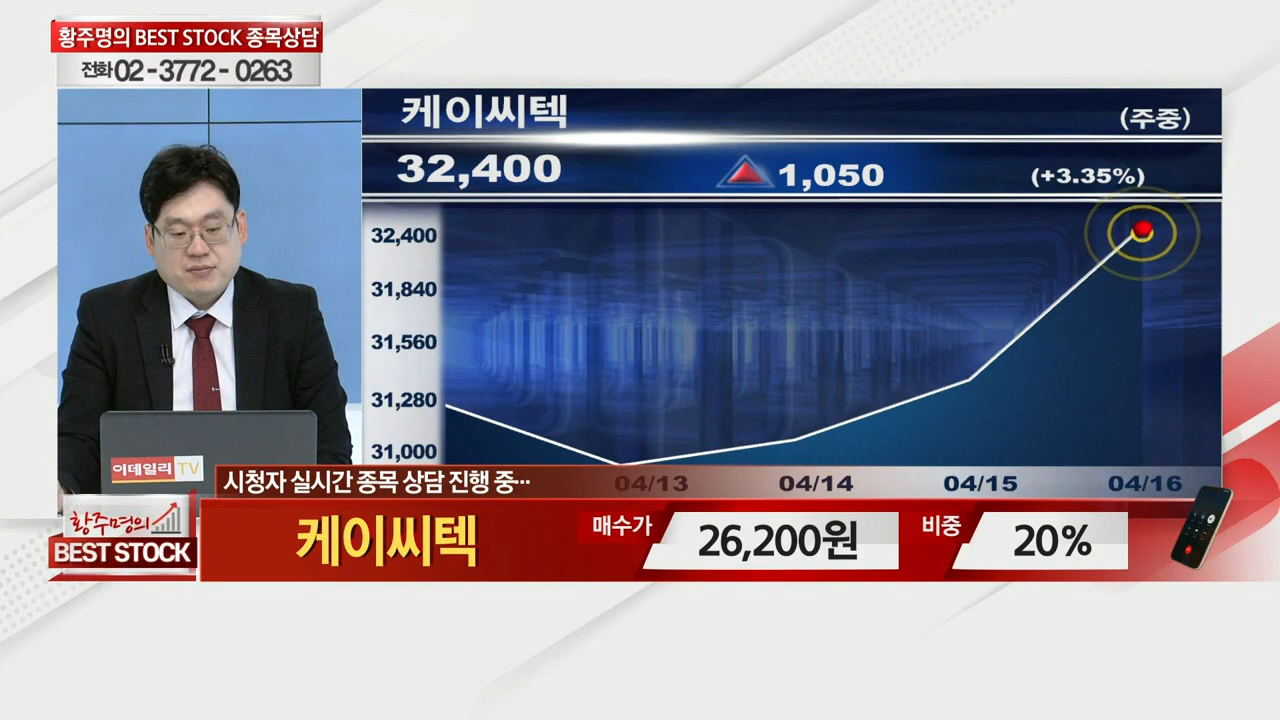 황주명의 BEST STOCK 종목상담
전화 02-3772-0263
케이씨텍
(주중)
32,400
1,050
(+3.35%)
32,400
31,840
31,560
31,280
31,000
04/13
04/14
04/15
04/16
이데일리 TV
시청자 실시간 종목 상담 진행 중...
황주명의
BEST STOCK
케이씨텍
매수가
26,200원
비중
20%